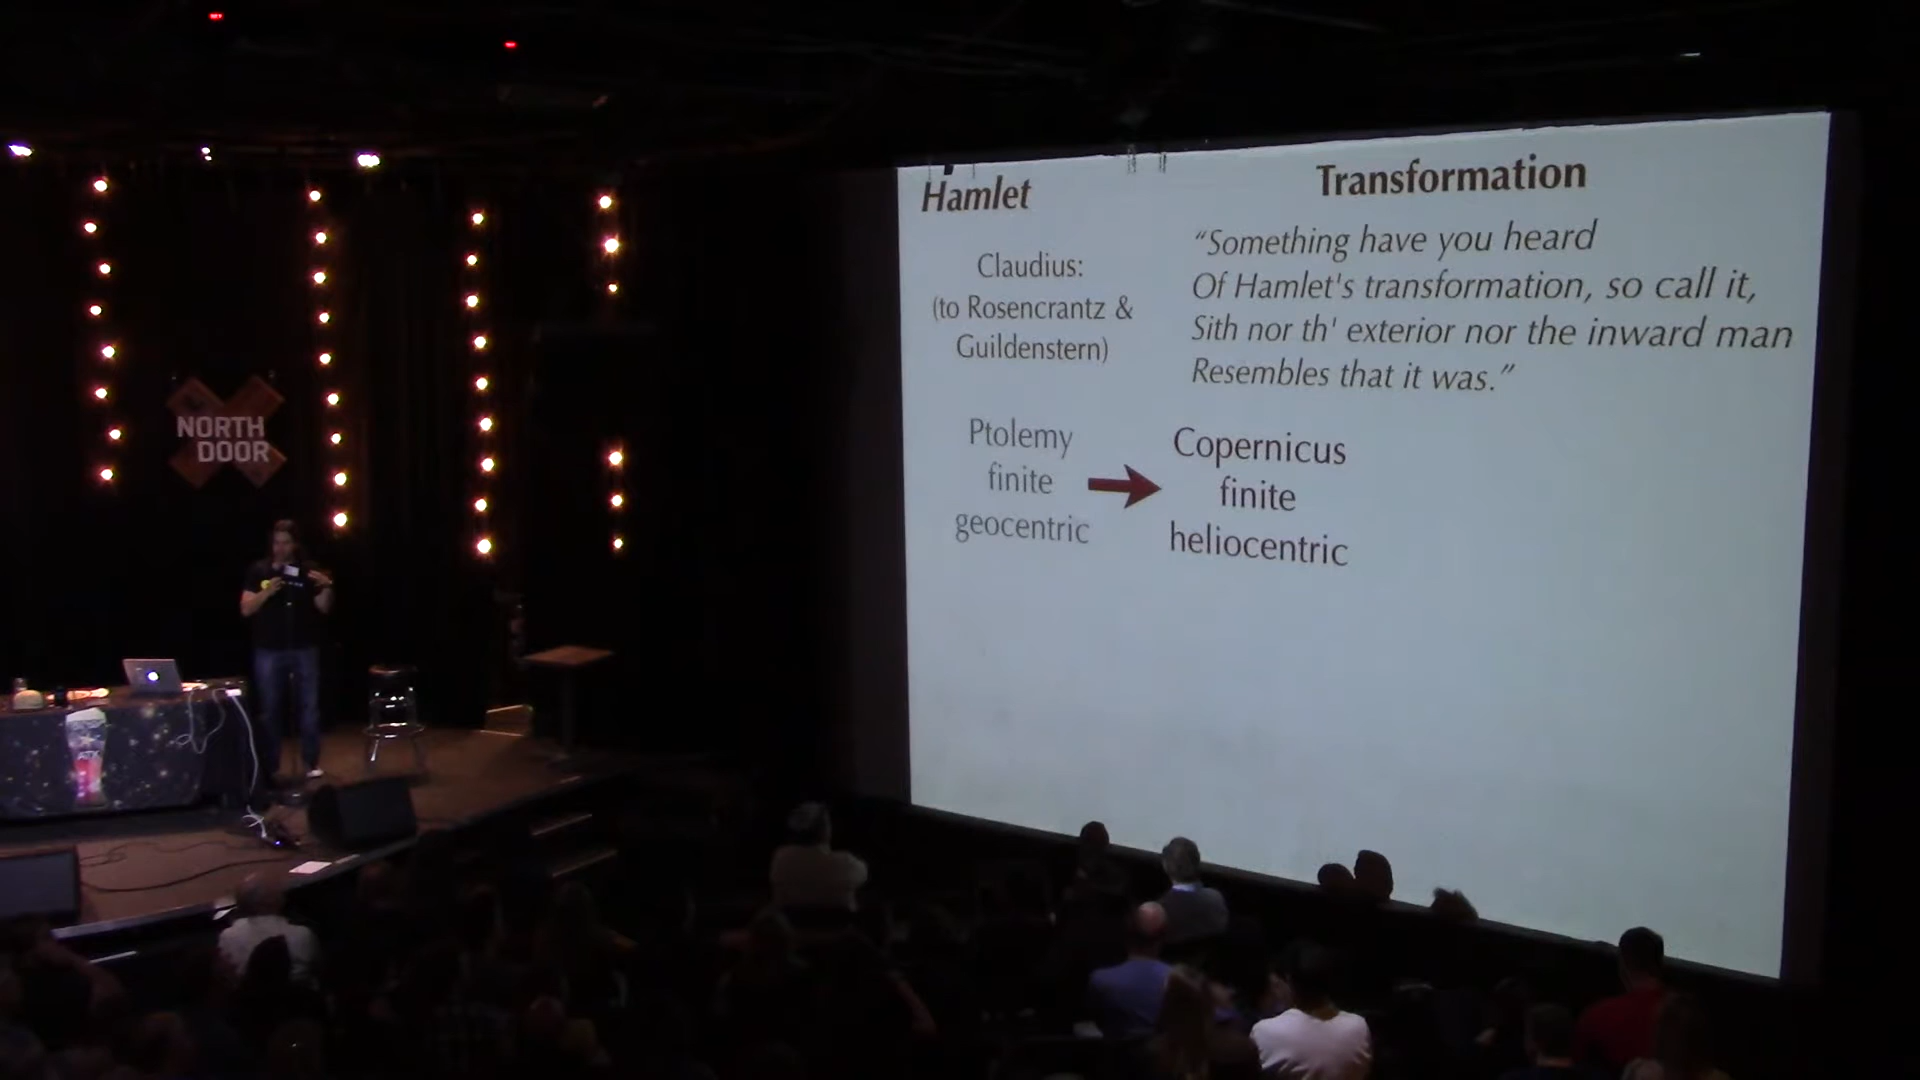 NORTH
DOOR
Hamlet
Claudius:
(to Rosencrantz &
Guildenstern)
Transformation
“Something have you heard
Of Hamlet's transformation, so call it,
Sith nor th' exterior nor the inward man
Resembles that it was.”
Ptolemy
finite
geocentric
Copernicus
finite
heliocentric